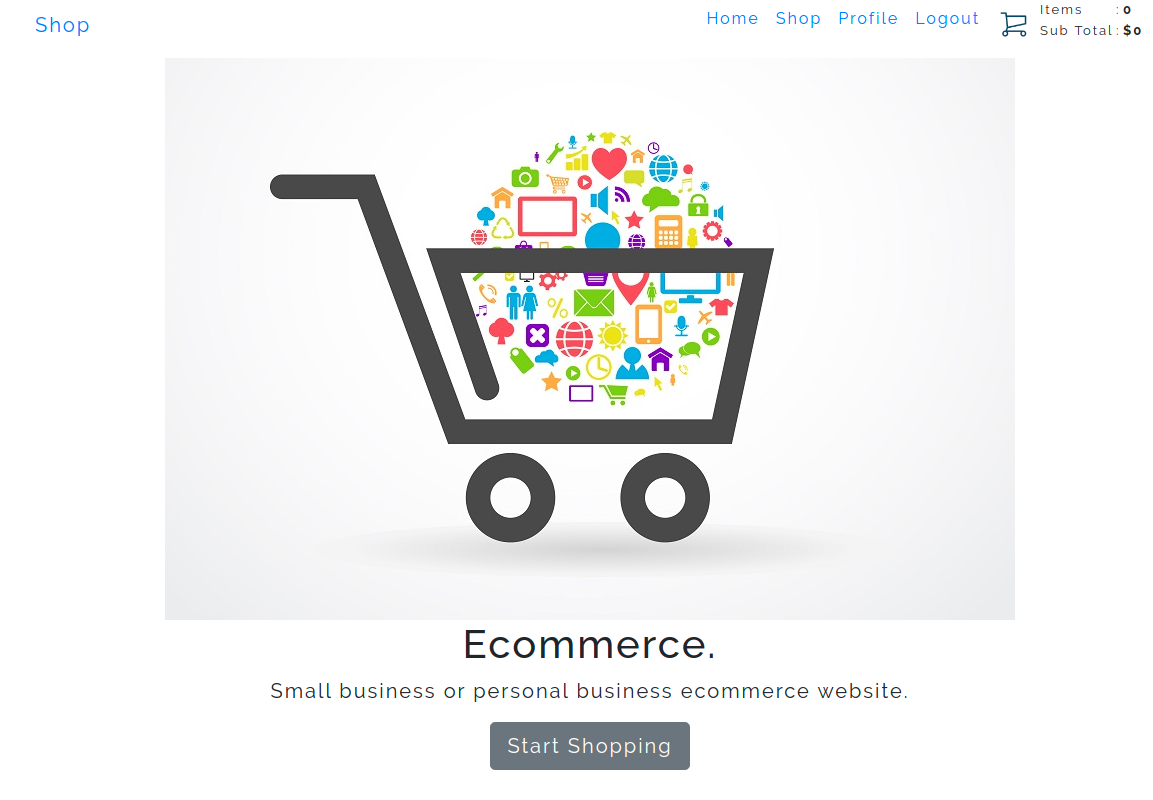 Shop
Home Shop Profile Logout
Items : 0
Sub Total : $0
%
Ecommerce.
Small business or personal business ecommerce website.
Start Shopping